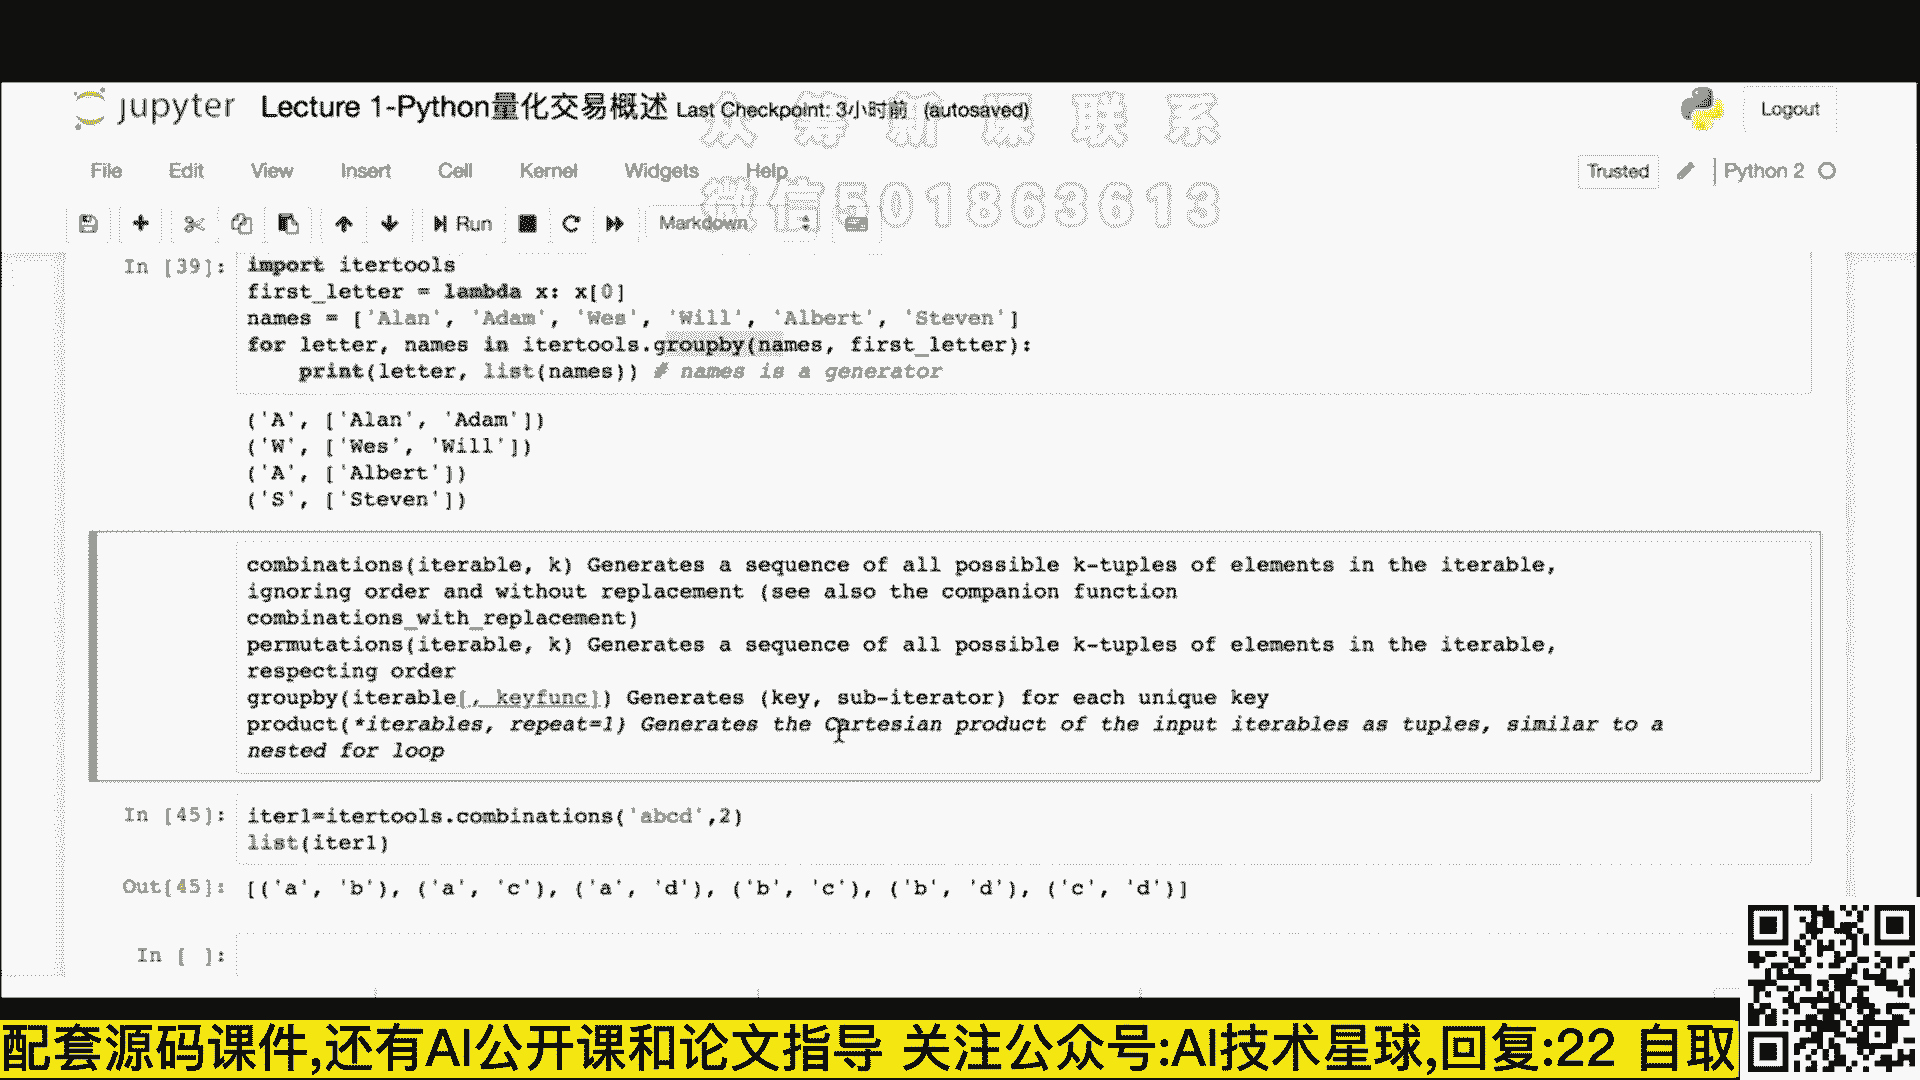 jupyter Lecture 1-Python量化交易概述 Last Checkpoint: 3小时前 (autosaved)
Logout
众筹新课联系
微信501863613
File Edit View Insert Cell Kernel Widgets Help
Trusted Python 2
Run Markdown
In [39]: import itertools
first_letter = lambda x: x[0]
names = ['Alan', 'Adam', 'Wes', 'Will', 'Albert', 'Steven']
for letter, names in itertools.groupby(names, first_letter):
print(letter, list(names)) # names is a generator
('A', ['Alan', 'Adam'])
('W', ['Wes', 'Will'])
('A', ['Albert'])
('S', ['Steven'])
combinations(iterable, k) Generates a sequence of all possible k-tuples of elements in the iterable,
ignoring order and without replacement (see also the companion function
combinations_with_replacement)
permutations(iterable, k) Generates a sequence of all possible k-tuples of elements in the iterable,
respecting order
groupby(iterable[, keyfunc]) Generates (key, sub-iterator) for each unique key
product(*iterables, repeat=1) Generates the Cartesian product of the input iterables as tuples, similar to a
nested for loop
In [45]: iter1=itertools.combinations('abcd',2)
list(iter1)
Out[45]: [('a', 'b'), ('a', 'c'), ('a', 'd'), ('b', 'c'), ('b', 'd'), ('c', 'd')]
In [ ]:
配套源码课件,还有AI公开课和论文指导 关注公众号:AI技术星球,回复:22 自取